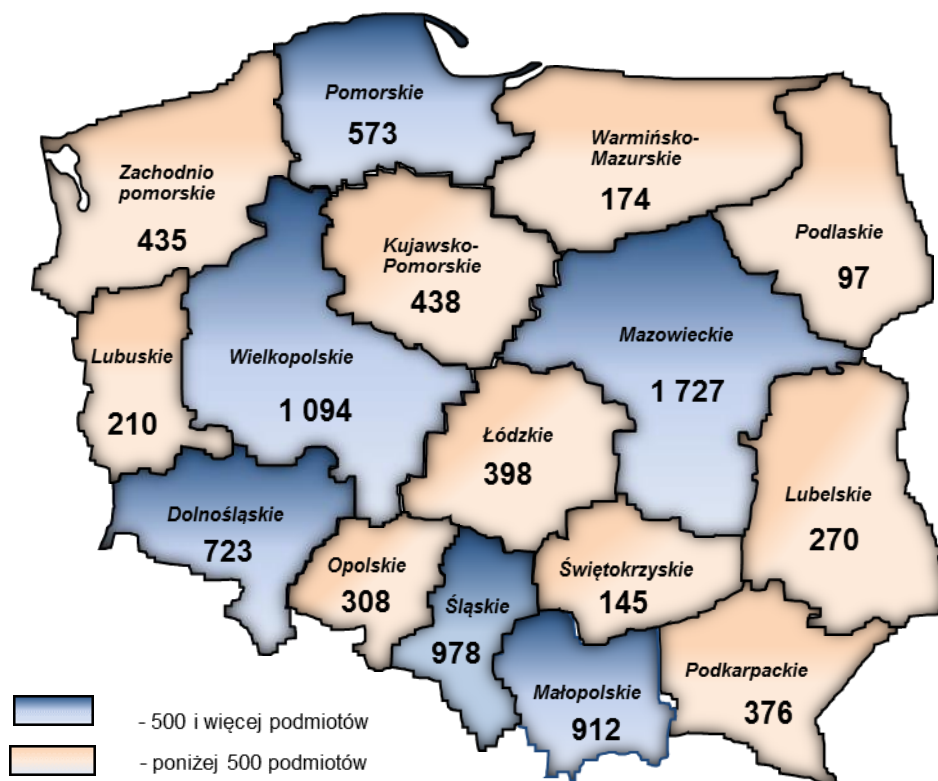 Pomorskie
573
Warmińsko-
Mazurskie
174
Zachodnio
pomorskie
435
Podlaskie
97
Kujawsko-
Pomorskie
438
Mazowieckie
1 727
Lubuskie
210
Wielkopolskie
1 094
Łódzkie
398
Lubelskie
270
Dolnośląskie
723
Opolskie
308
Śląskie
978
Świętokrzyskie
145
Małopolskie
912
Podkarpackie
376
- 500 i więcej podmiotów
- poniżej 500 podmiotów